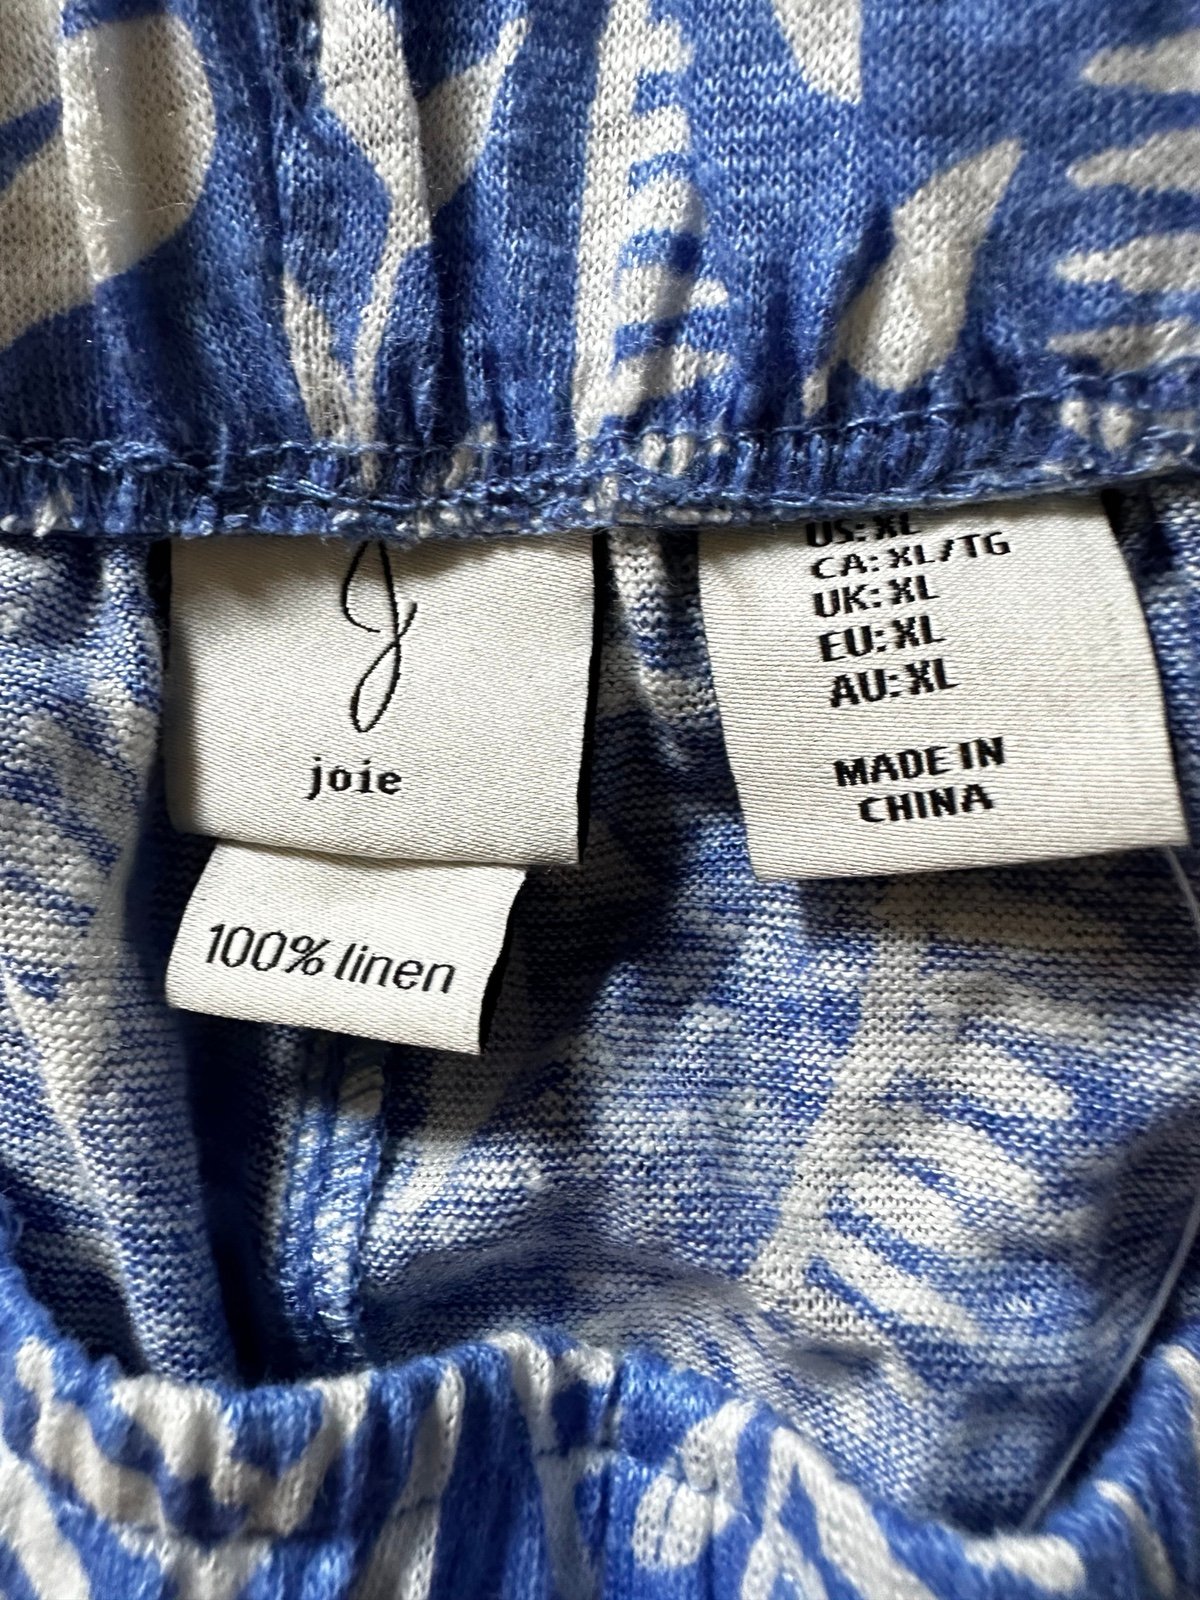 J
joie
100% linen
US: XL
CA: XL/TG
UK: XL
EU: XL
AU: XL
MADE IN
CHINA